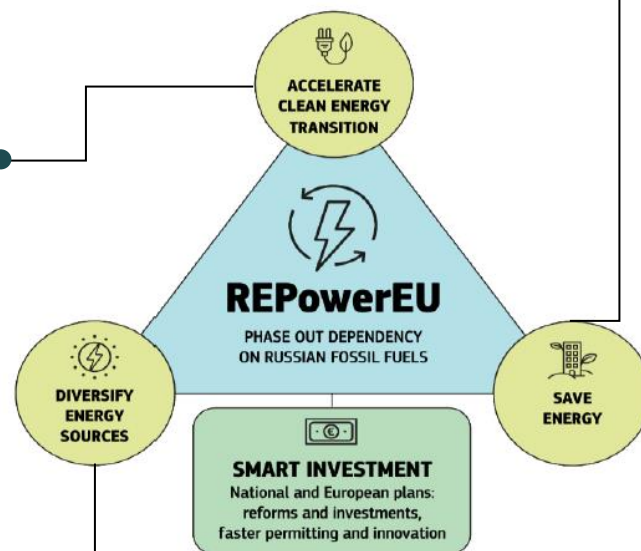 ACCELERATE
CLEAN ENERGY
TRANSITION
REPowerEU
PHASE OUT DEPENDENCY
ON RUSSIAN FOSSIL FUELS
DIVERSIFY
ENERGY
SOURCES
SAVE
ENERGY
€
SMART INVESTMENT
National and European plans:
reforms and investments,
faster permitting and innovation